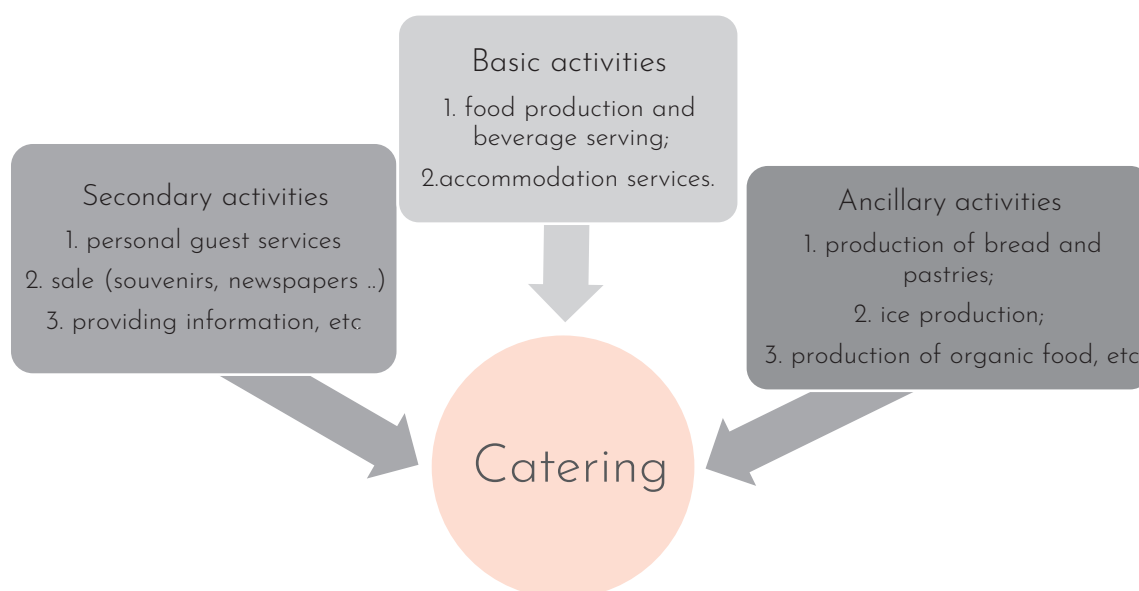 Basic activities
1. food production and
beverage serving;
2.accommodation services.
Secondary activities
1. personal guest services
2. sale (souvenirs, newspapers ..)
3. providing information, etc.
Ancillary activities
1. production of bread and
pastries;
2. ice production;
3. production of organic food, etc
Catering